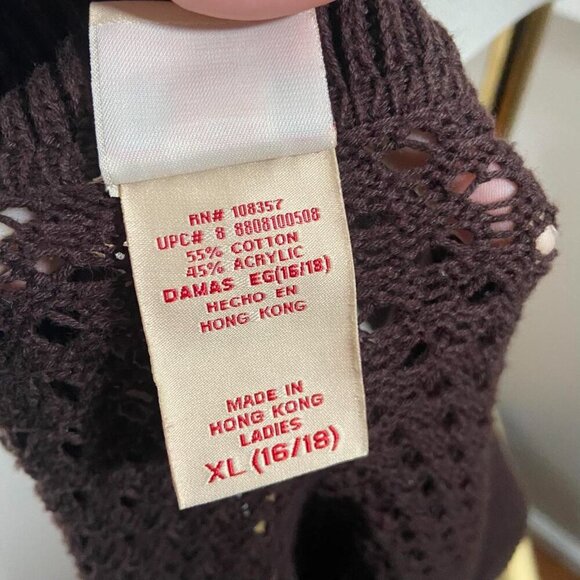 RN# 108357
UPC# 8 8808100508
55% COTTON
45% ACRYLIC
DAMAS EG(16/18)
HECHO EN
HONG KONG
MADE IN
HONG KONG
LADIES
XL (16/18)